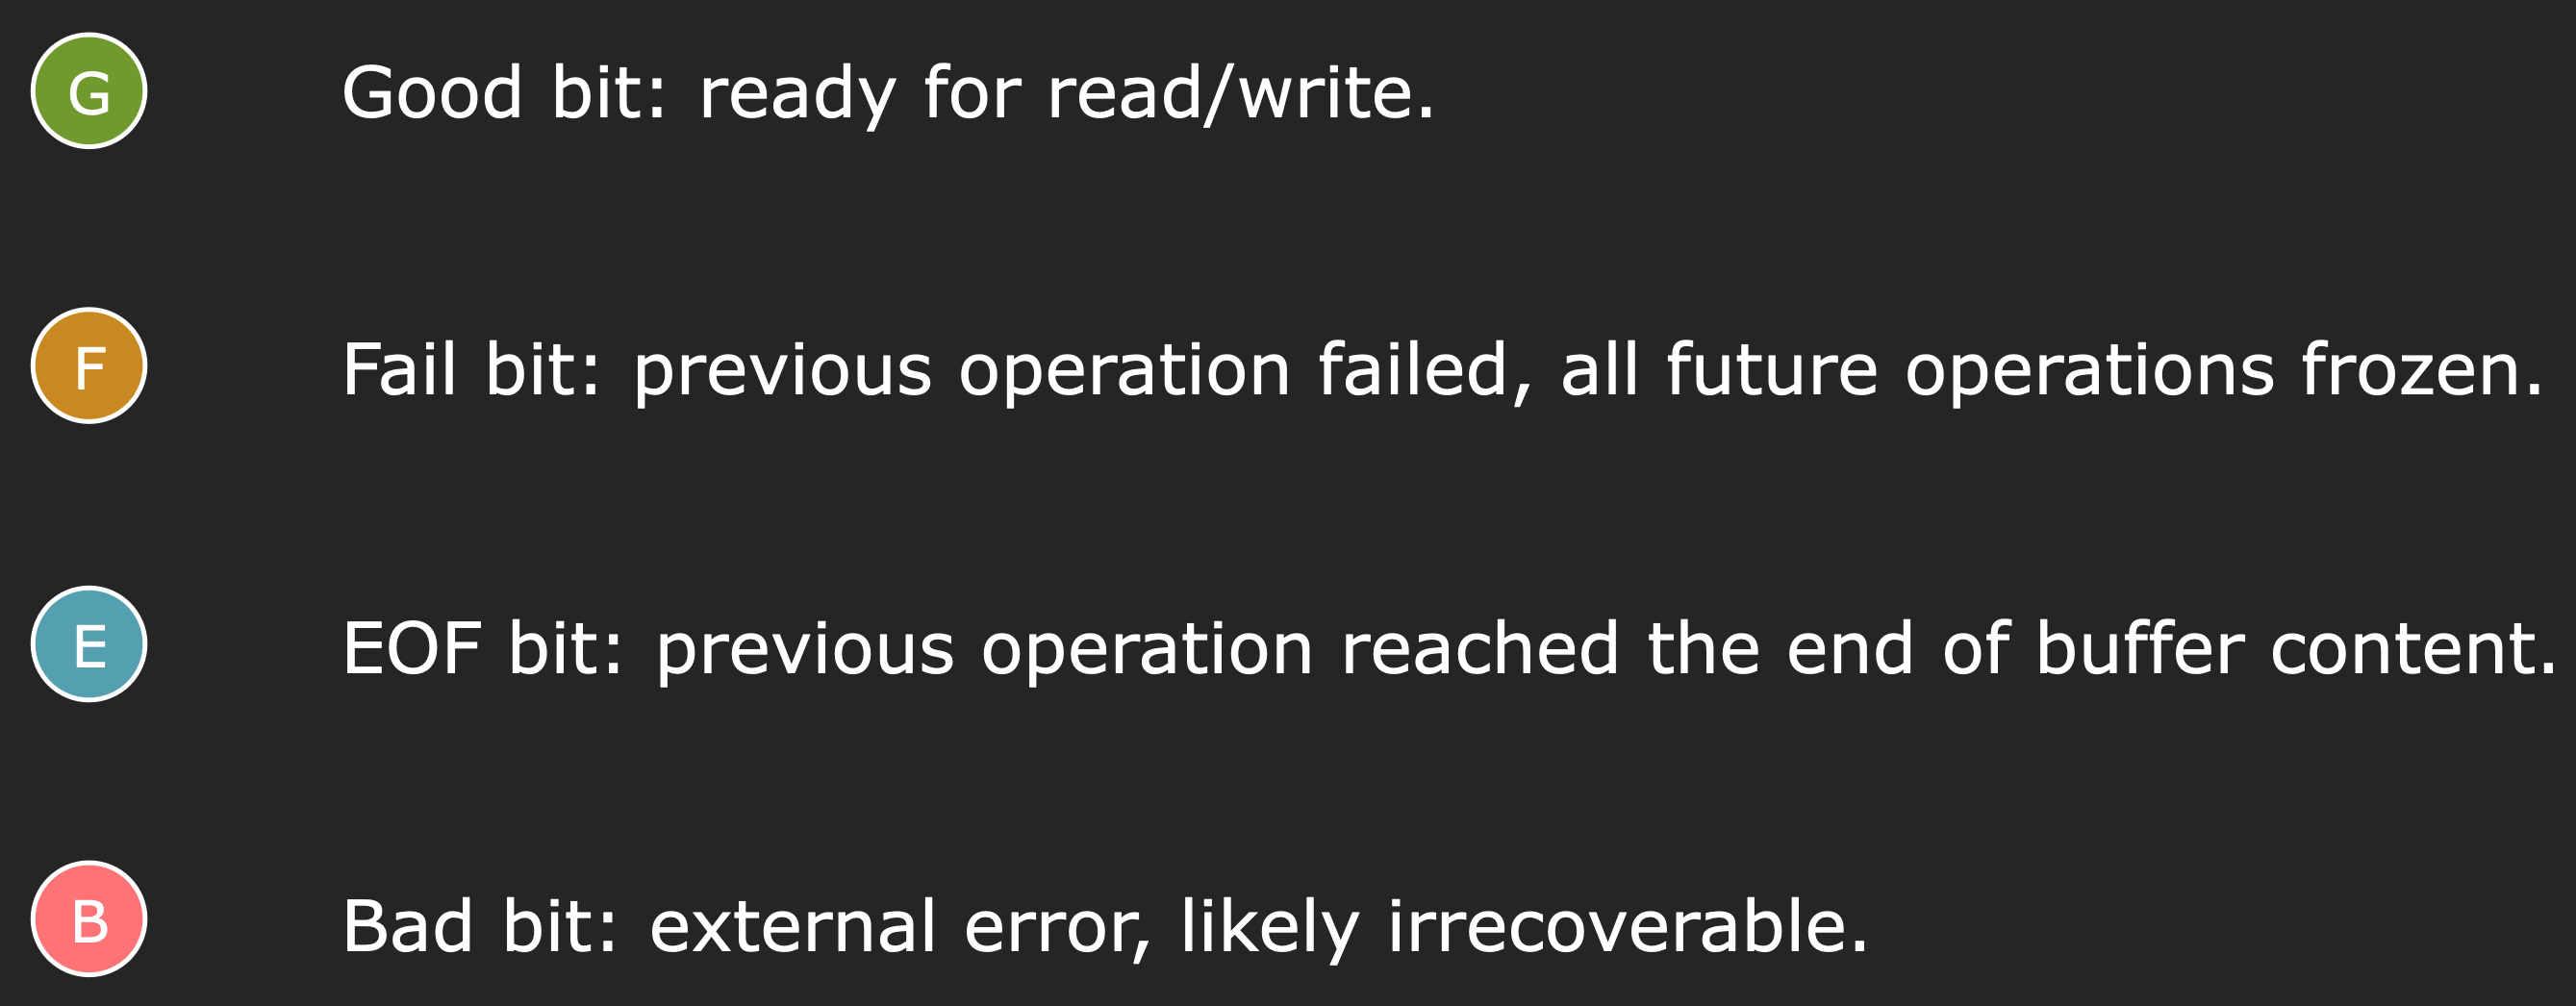 G Good bit: ready for read/write.
F Fail bit: previous operation failed, all future operations frozen.
E EOF bit: previous operation reached the end of buffer content.
B Bad bit: external error, likely irrecoverable.